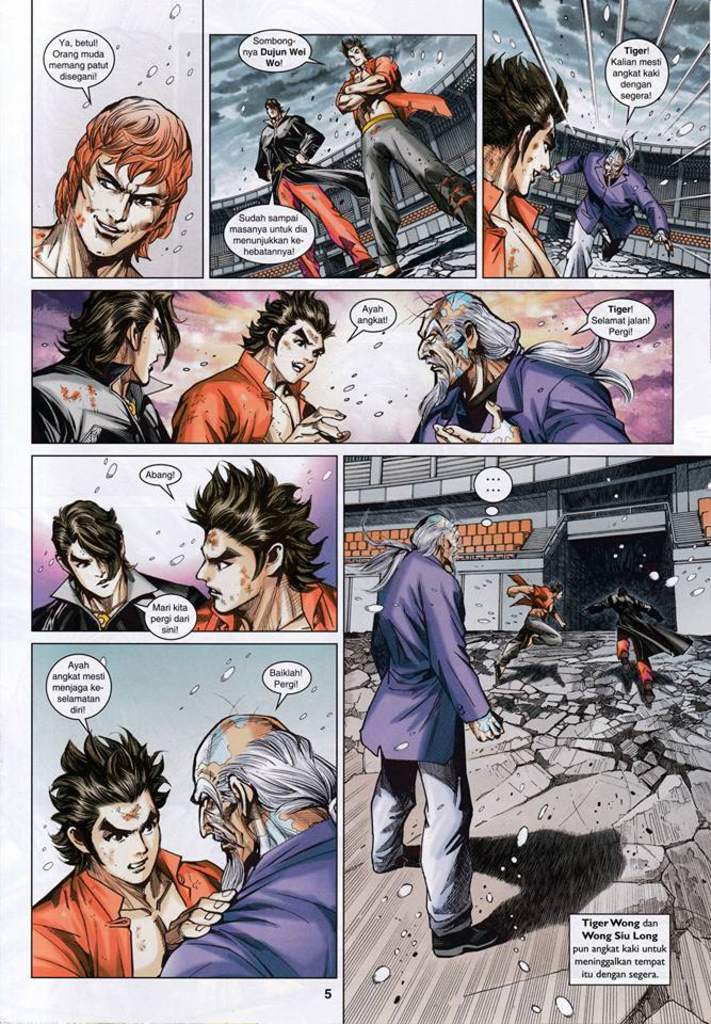 Ya, betul!
Orang muda
memang patut
disegani!
Sombong-
nya Dujun Wei
Wo!
Sudah sampai
masanya untuk dia
menunjukkan ke-
hebatannya!
Tiger!
Kalian mesti
angkat kaki
dengan
segera!
Ayah
angkat!
Tiger!
Selamat jalan!
Pergi!
Abang!
Mari kita
pergi dari
sini!
...
...
Ayah
angkat mesti
menjaga ke-
selamatan
diri!
Baiklah!
Pergi!
Tiger Wong dan
Wong Siu Long
pun angkat kaki untuk
meninggalkan tempat
itu dengan segera.
5